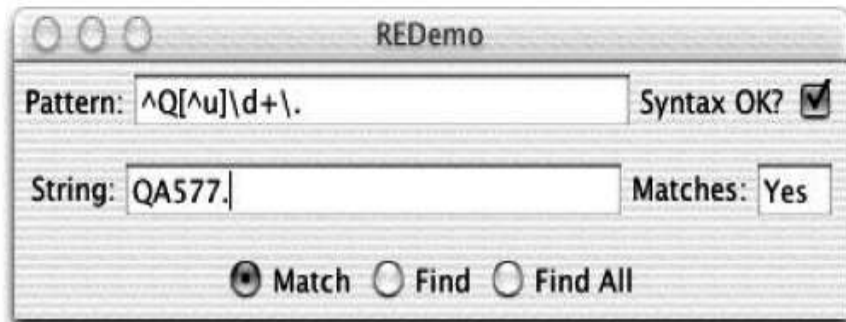 REDemo
Pattern: ^Q[^u]\d+\. Syntax OK?
String: QA577. Matches: Yes
Match Find Find All